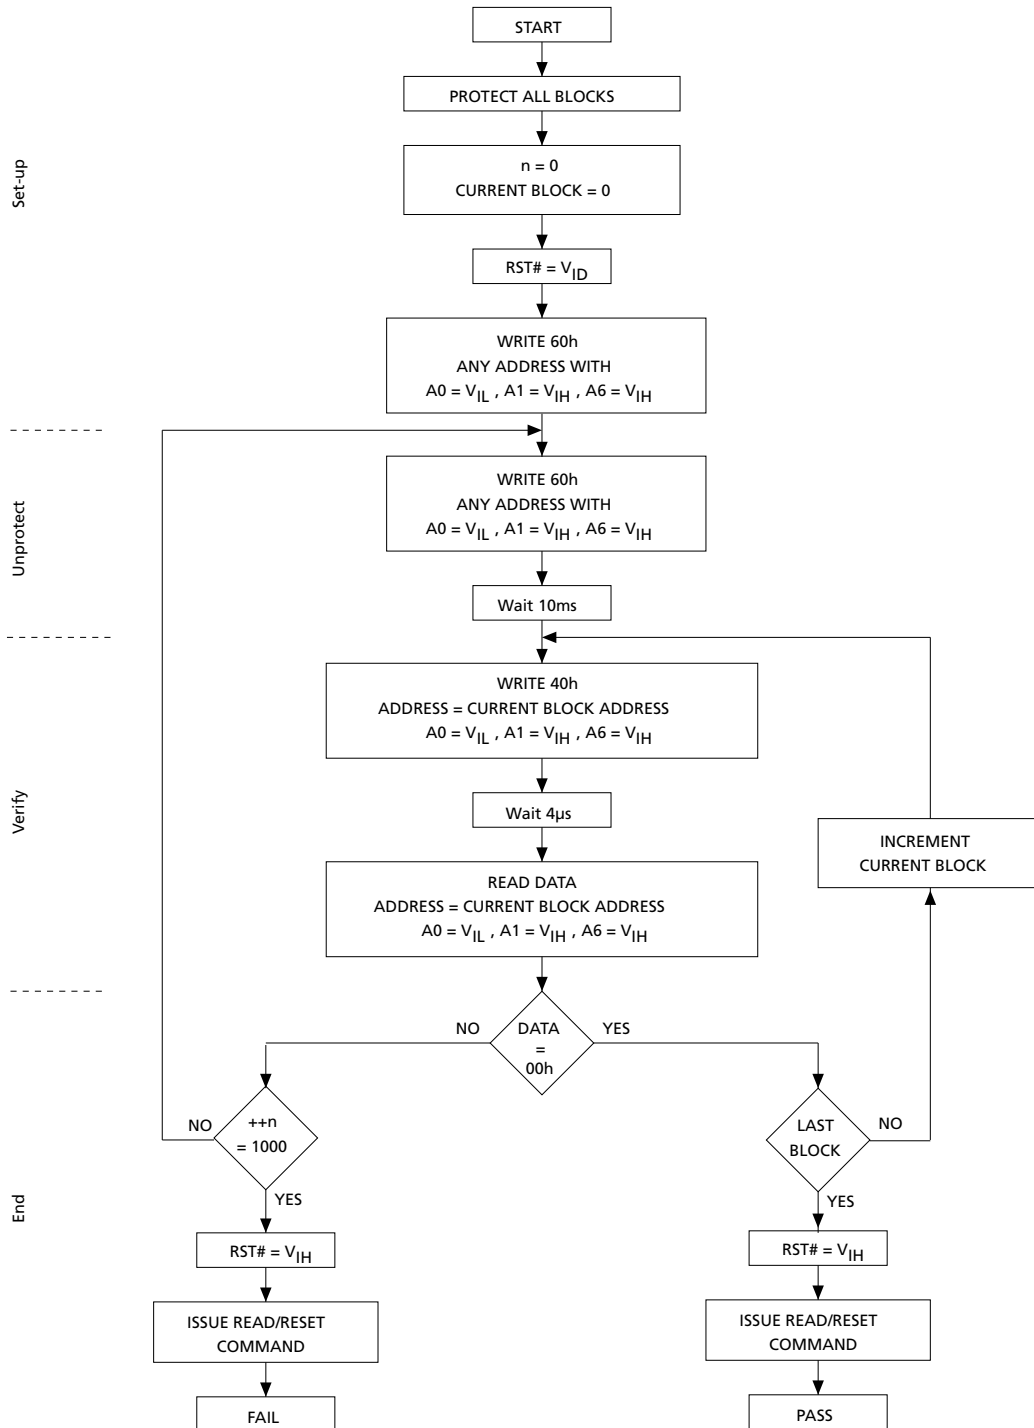 START
PROTECT ALL BLOCKS
Set-up
n = 0
CURRENT BLOCK = 0
RST# = VID
WRITE 60h
ANY ADDRESS WITH
A0 = VIL , A1 = VIH , A6 = VIH
Unprotect
WRITE 60h
ANY ADDRESS WITH
A0 = VIL , A1 = VIH , A6 = VIH
Wait 10ms
Verify
WRITE 40h
ADDRESS = CURRENT BLOCK ADDRESS
A0 = VIL , A1 = VIH , A6 = VIH
Wait 4µs
INCREMENT
CURRENT BLOCK
READ DATA
ADDRESS = CURRENT BLOCK ADDRESS
A0 = VIL , A1 = VIH , A6 = VIH
End
NO
DATA
=
00h
YES
NO
++n
= 1000
YES
LAST
BLOCK
NO
YES
RST# = VIH
RST# = VIH
ISSUE READ/RESET
COMMAND
ISSUE READ/RESET
COMMAND
FAIL
PASS